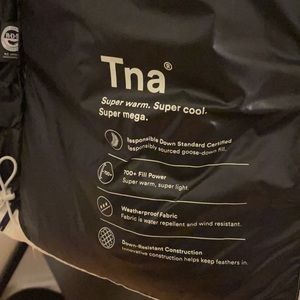 Tna®
Super warm. Super cool.
Super mega.
Responsible Down Standard Certified
Responsibly sourced goose-down fill.
700+ Fill Power
Super warm, super light.
Weatherproof Fabric
Fabric is water repellent and wind resistant.
Down-Resistant Construction
Innovative construction helps keep feathers in.